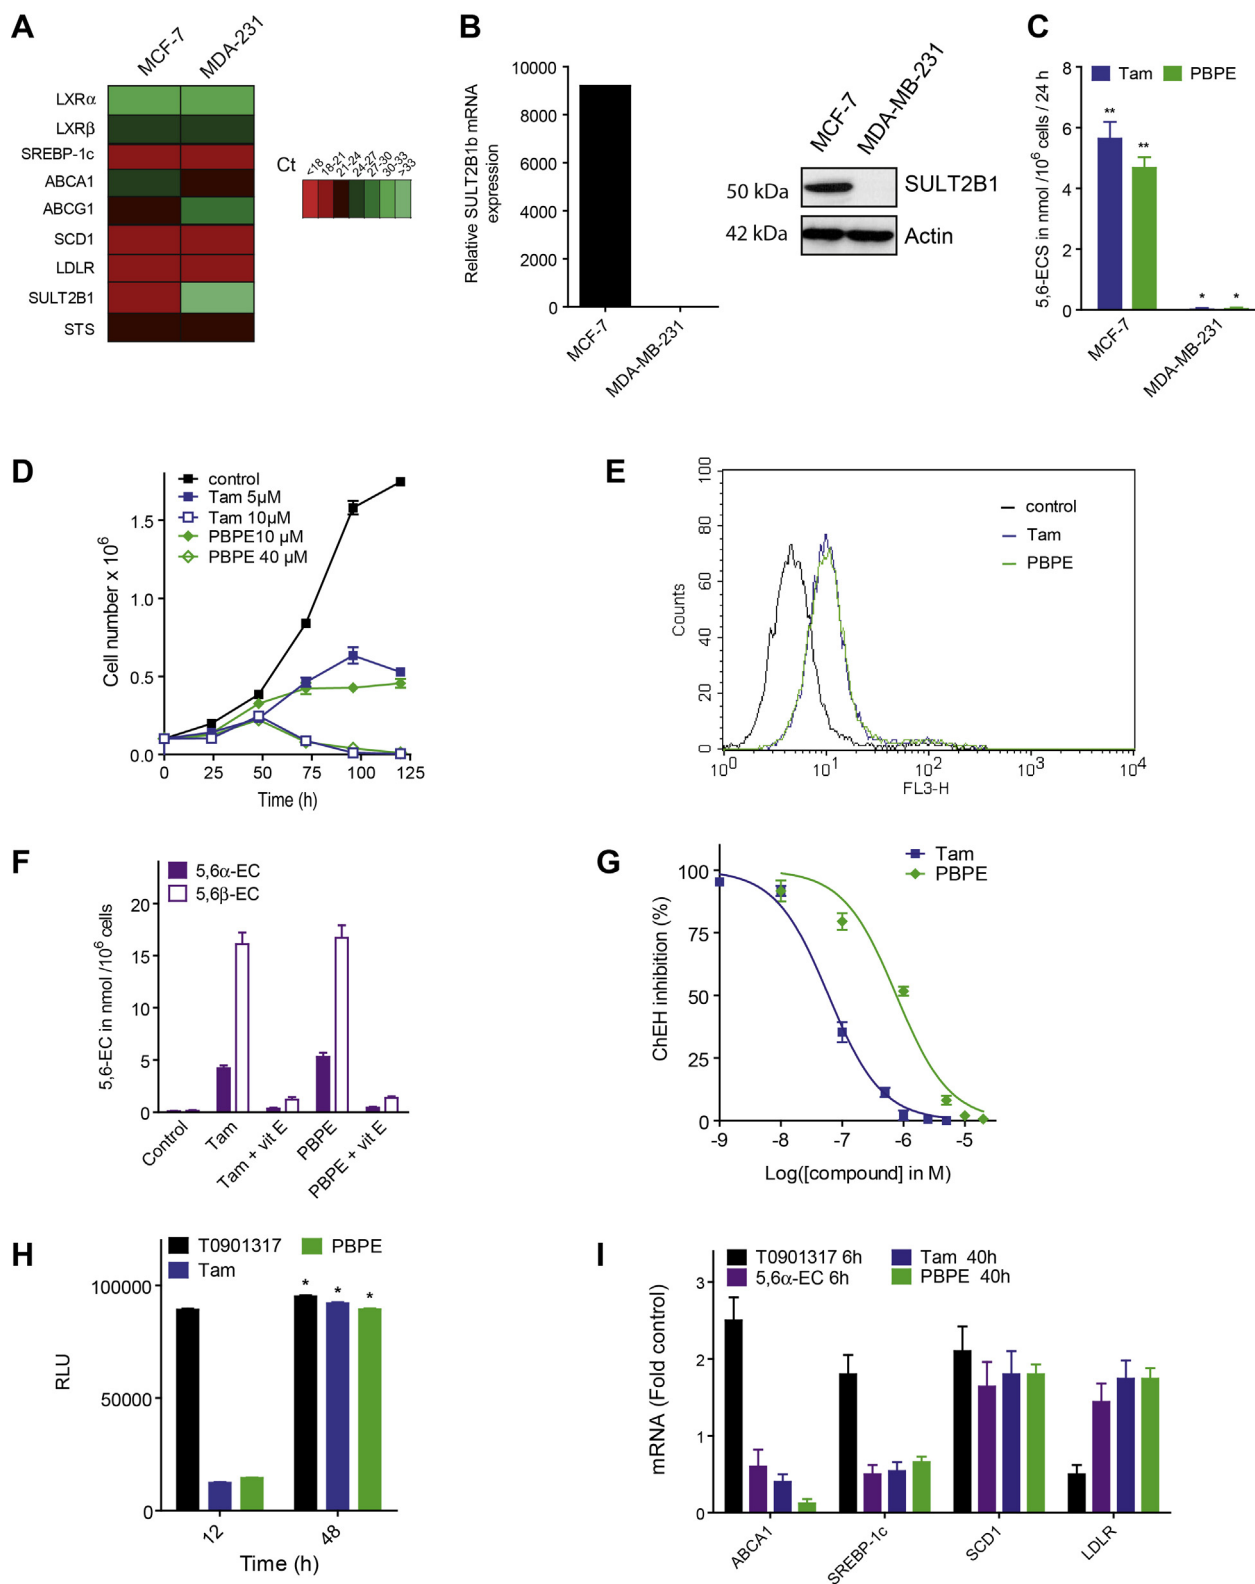 A
MCF-7
MDA-231
LXRα
LXRβ
SREBP-1c
ABCA1
ABCG1
SCD1
LDLR
SULT2B1
STS
Ct
<18
18-21
21-24
24-27
27-30
30-33
>33
B
Relative SULT2B1b mRNA
expression
10000
8000
6000
4000
2000
0
MCF-7
MDA-MB-231
MCF-7
MDA-MB-231
50 kDa
SULT2B1
42 kDa
Actin
C
5,6-ECS in nmol /10⁶ cells / 24 h
8
6
4
2
0
Tam
PBPE
**
**
*
*
MCF-7
MDA-MB-231
D
control
Tam 5µM
Tam 10µM
PBPE10 µM
PBPE 40 µM
Cell number x 10⁶
1.5
1.0
0.5
0.0
0
25
50
75
100
125
Time (h)
E
control
Tam
PBPE
Counts
100
80
60
40
20
0
10⁰
10¹
10²
10³
10⁴
FL3-H
F
5,6α-EC
5,6β-EC
5,6-EC in nmol /10⁶ cells
20
15
10
5
0
Control
Tam
Tam + vit E
PBPE
PBPE + vit E
G
Tam
PBPE
ChEH inhibition (%)
100
75
50
25
0
-9
-8
-7
-6
-5
Log([compound] in M)
H
T0901317
PBPE
Tam
RLU
100000
50000
0
*
*
*
12
48
Time (h)
I
T0901317 6h
Tam 40h
5,6α-EC 6h
PBPE 40h
mRNA (Fold control)
3
2
1
0
ABCA1
SREBP-1c
SCD1
LDLR